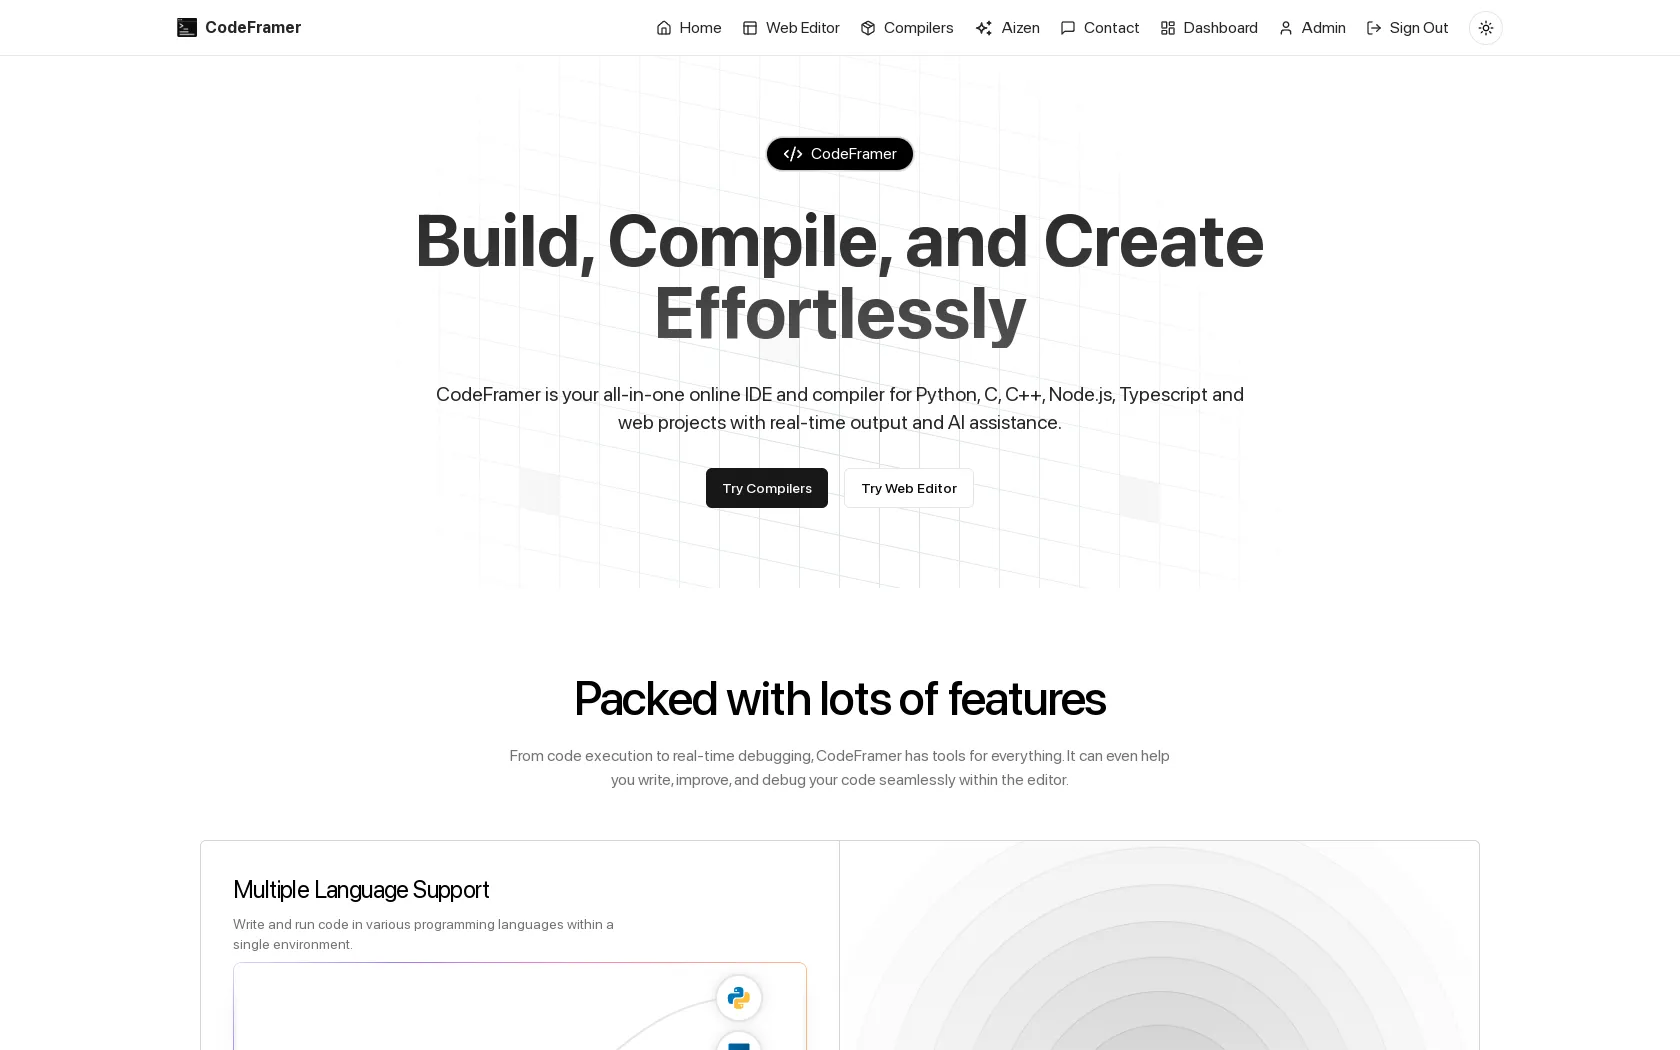 CodeFramer
Home
Web Editor
Compilers
Aizen
Contact
Dashboard
Admin
Sign Out
CodeFramer
Build, Compile, and Create
Effortlessly
CodeFramer is your all-in-one online IDE and compiler for Python, C, C++, Node.js, Typescript and
web projects with real-time output and AI assistance.
Try Compilers
Try Web Editor
Packed with lots of features
From code execution to real-time debugging, CodeFramer has tools for everything. It can even help
you write, improve, and debug your code seamlessly within the editor.
Multiple Language Support
Write and run code in various programming languages within a
single environment.